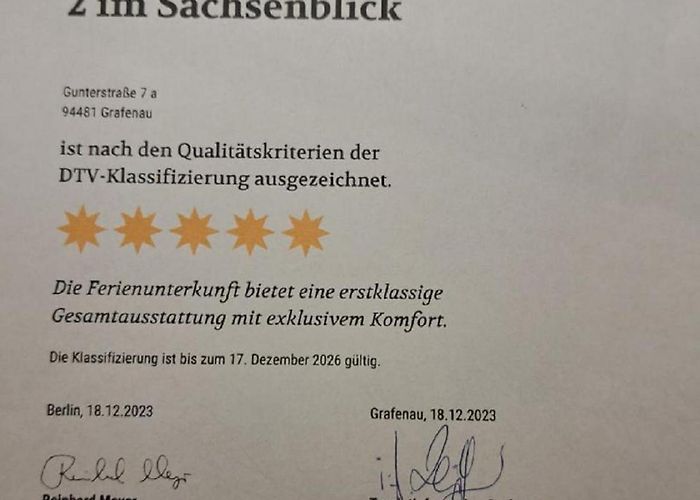 2 im Sachsenblick
Gunterstraße 7 a
94481 Grafenau
ist nach den Qualitätskriterien der
DTV-Klassifizierung ausgezeichnet.
Die Ferienunterkunft bietet eine erstklassige
Gesamtausstattung mit exklusivem Komfort.
Die Klassifizierung ist bis zum 17. Dezember 2026 gültig.
Berlin, 18.12.2023
Grafenau, 18.12.2023
Reinhard Meyer